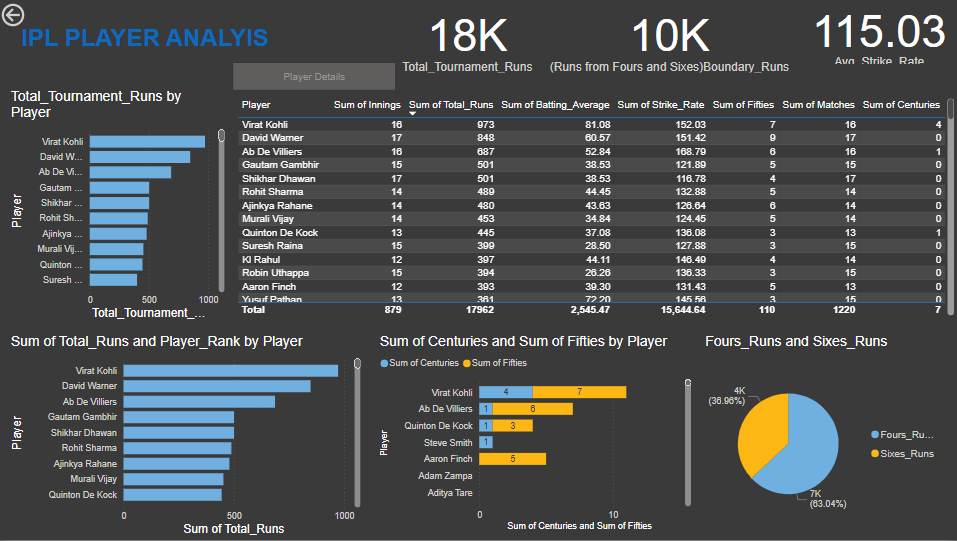 IPL PLAYER ANALYIS
18K
Total_Tournament_Runs
10K
(Runs from Fours and Sixes)Boundary_Runs
115.03
Avg_Strike_Rate
Player Details
Total_Tournament_Runs by
Player
Player
Virat Kohli
David W...
Ab De Vi...
Gautam ...
Shikhar ...
Rohit Sh...
Ajinkya ...
Murali Vij...
Quinton ...
Suresh ...
0 500 1000
Total_Tournament_...
Player Sum of Innings Sum of Total_Runs Sum of Batting_Average Sum of Strike_Rate Sum of Fifties Sum of Matches Sum of Centuries
Virat Kohli 16 973 81.08 152.03 7 16 4
David Warner 17 848 60.57 151.42 9 17 0
Ab De Villiers 16 687 52.84 168.79 6 16 1
Gautam Gambhir 15 501 38.53 121.89 5 15 0
Shikhar Dhawan 17 501 38.53 116.78 4 17 0
Rohit Sharma 14 489 44.45 132.88 5 14 0
Ajinkya Rahane 14 480 43.63 126.64 6 14 0
Murali Vijay 14 453 34.84 124.45 5 14 0
Quinton De Kock 13 445 37.08 136.08 3 13 1
Suresh Raina 15 399 28.50 127.88 3 15 0
Kl Rahul 12 397 44.11 146.49 4 14 0
Robin Uthappa 15 394 26.26 136.33 3 15 0
Aaron Finch 12 393 39.30 131.43 5 13 0
Yusuf Pathan 13 361 72.20 145.56 3 15 0
Total 879 17962 2,545.47 15,644.64 110 1220 7
Sum of Total_Runs and Player_Rank by Player
Player
Virat Kohli
David Warner
Ab De Villiers
Gautam Gambhir
Shikhar Dhawan
Rohit Sharma
Ajinkya Rahane
Murali Vijay
Quinton De Kock
0 500 1000
Sum of Total_Runs
Sum of Centuries and Sum of Fifties by Player
Sum of Centuries Sum of Fifties
Player
Virat Kohli 4 7
Ab De Villiers 1 6
Quinton De Kock 1 3
Steve Smith 1
Aaron Finch 5
Adam Zampa
Aditya Tare
0 10
Sum of Centuries and Sum of Fifties
Fours_Runs and Sixes_Runs
4K
(36.96%)
7K
(63.04%)
Fours_Ru...
Sixes_Runs